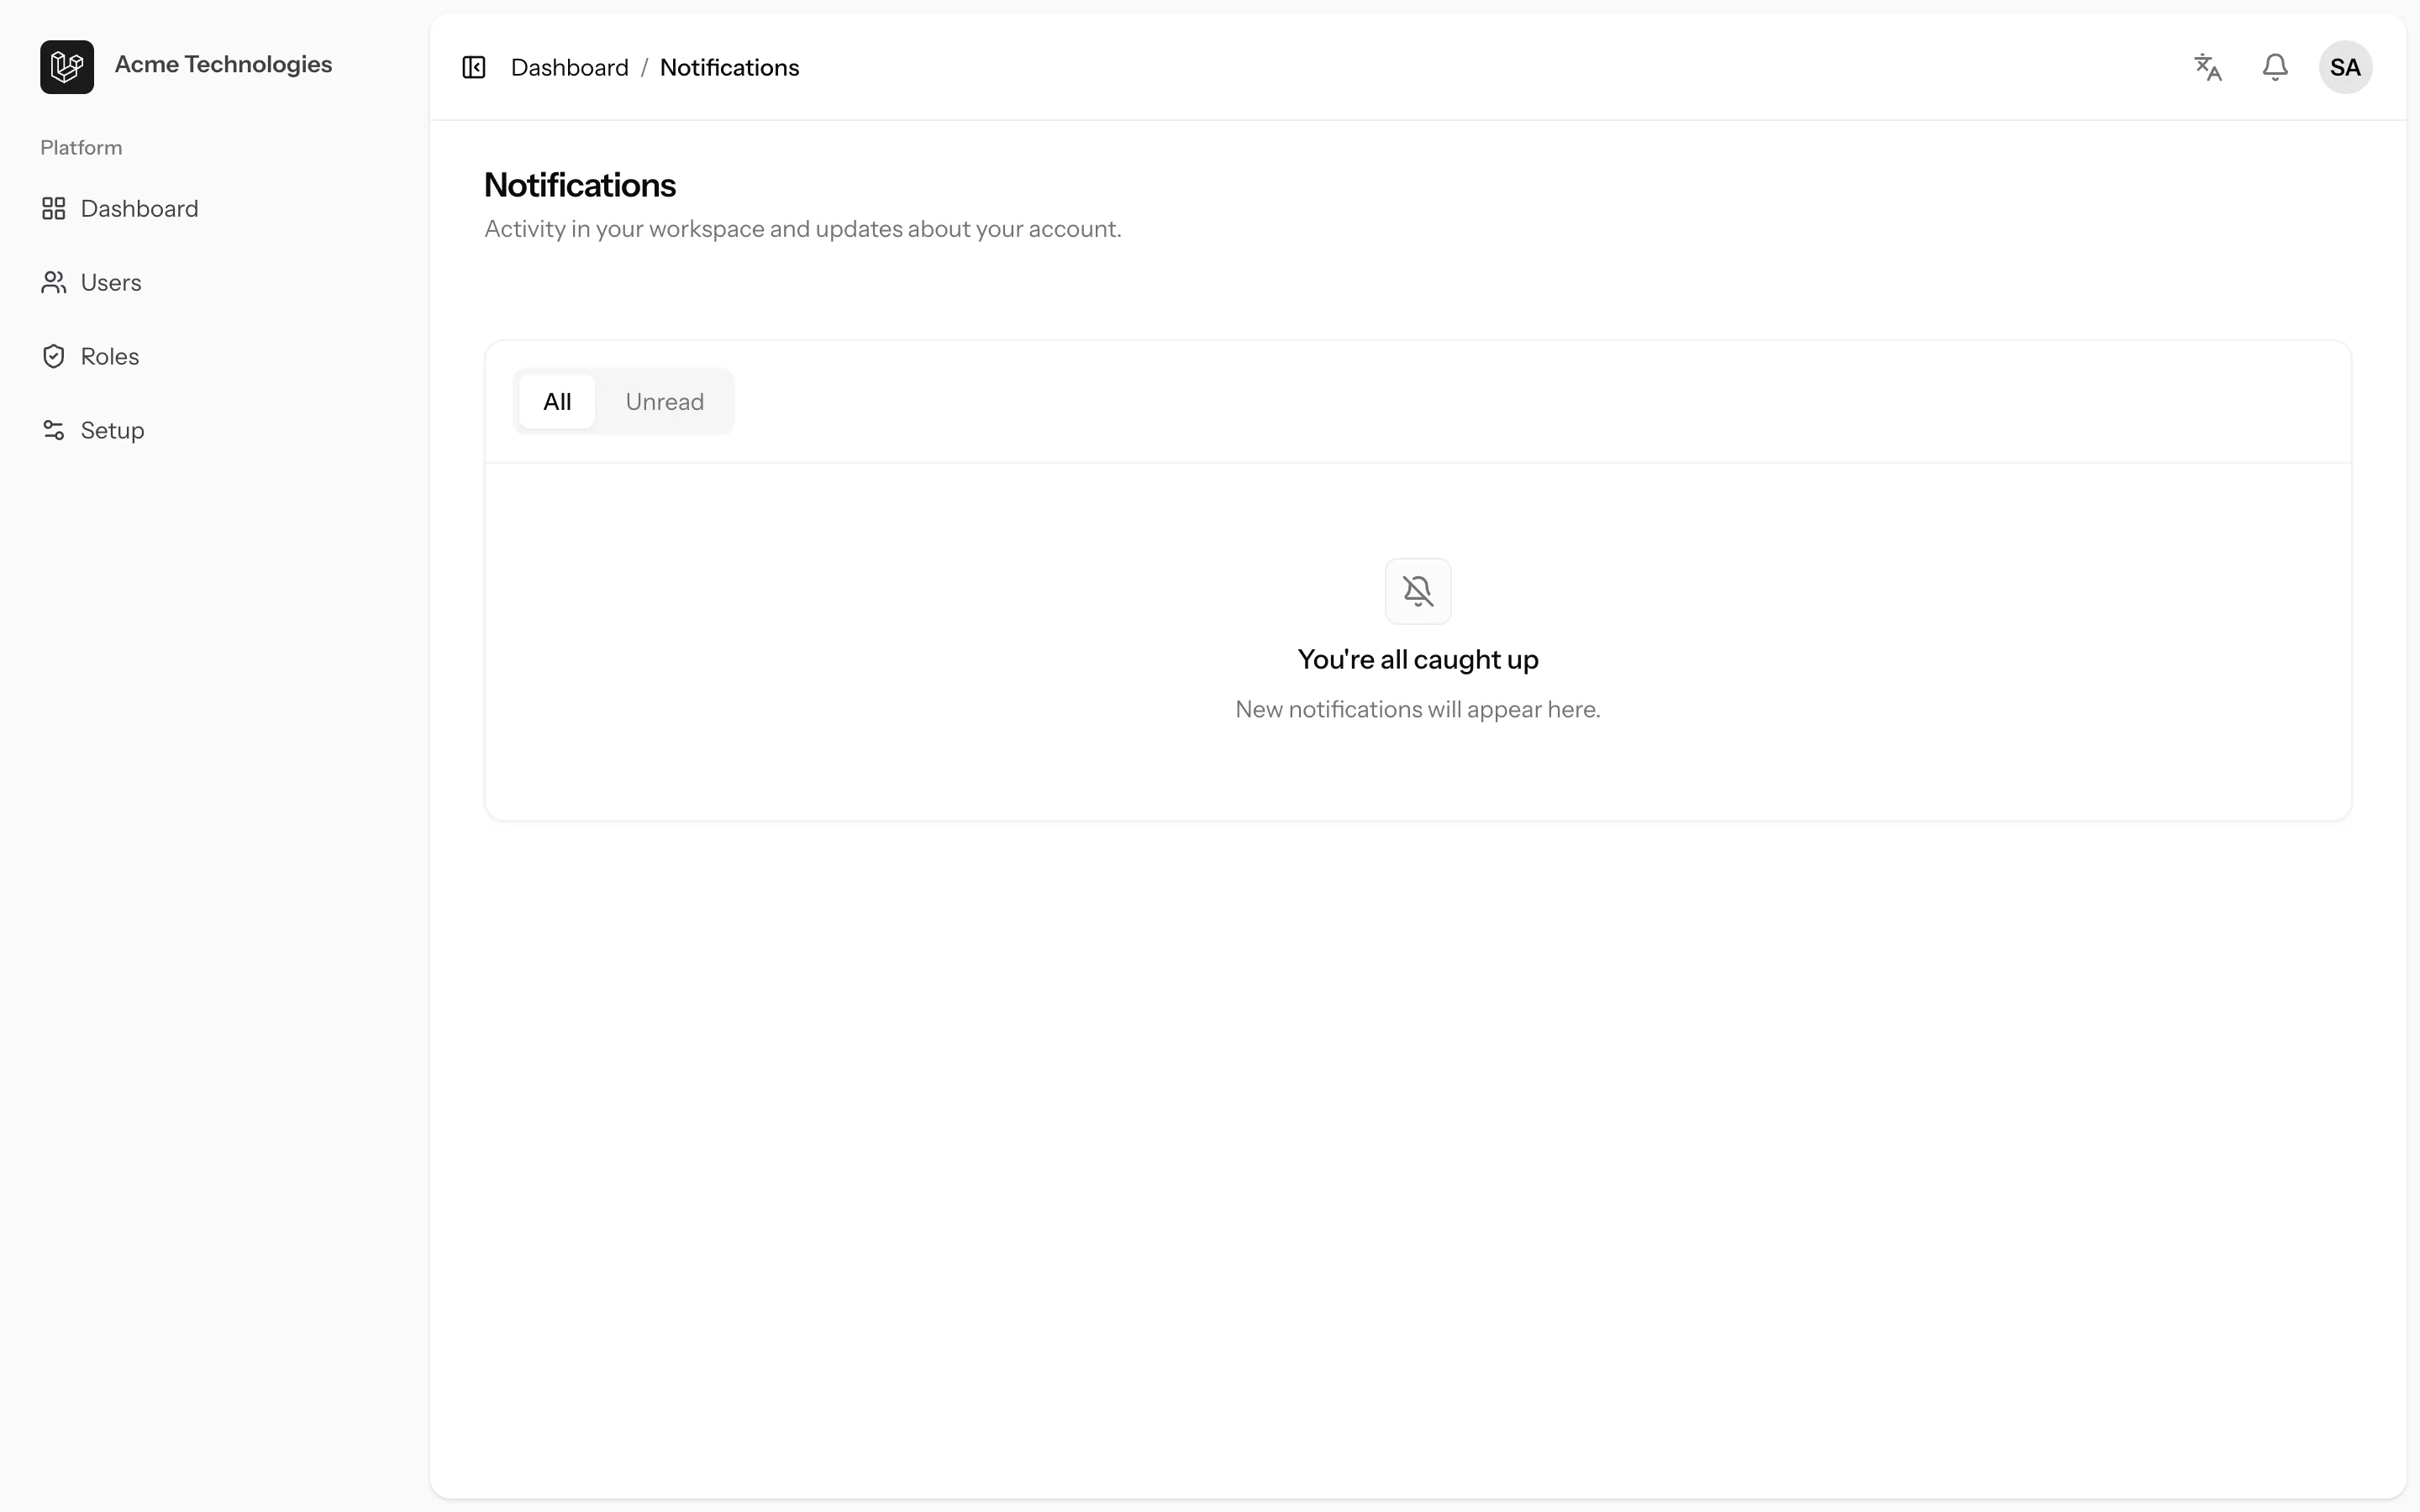 Acme Technologies
Platform
Dashboard
Users
Roles
Setup
Dashboard / Notifications
SA
Notifications
Activity in your workspace and updates about your account.
All
Unread
You're all caught up
New notifications will appear here.